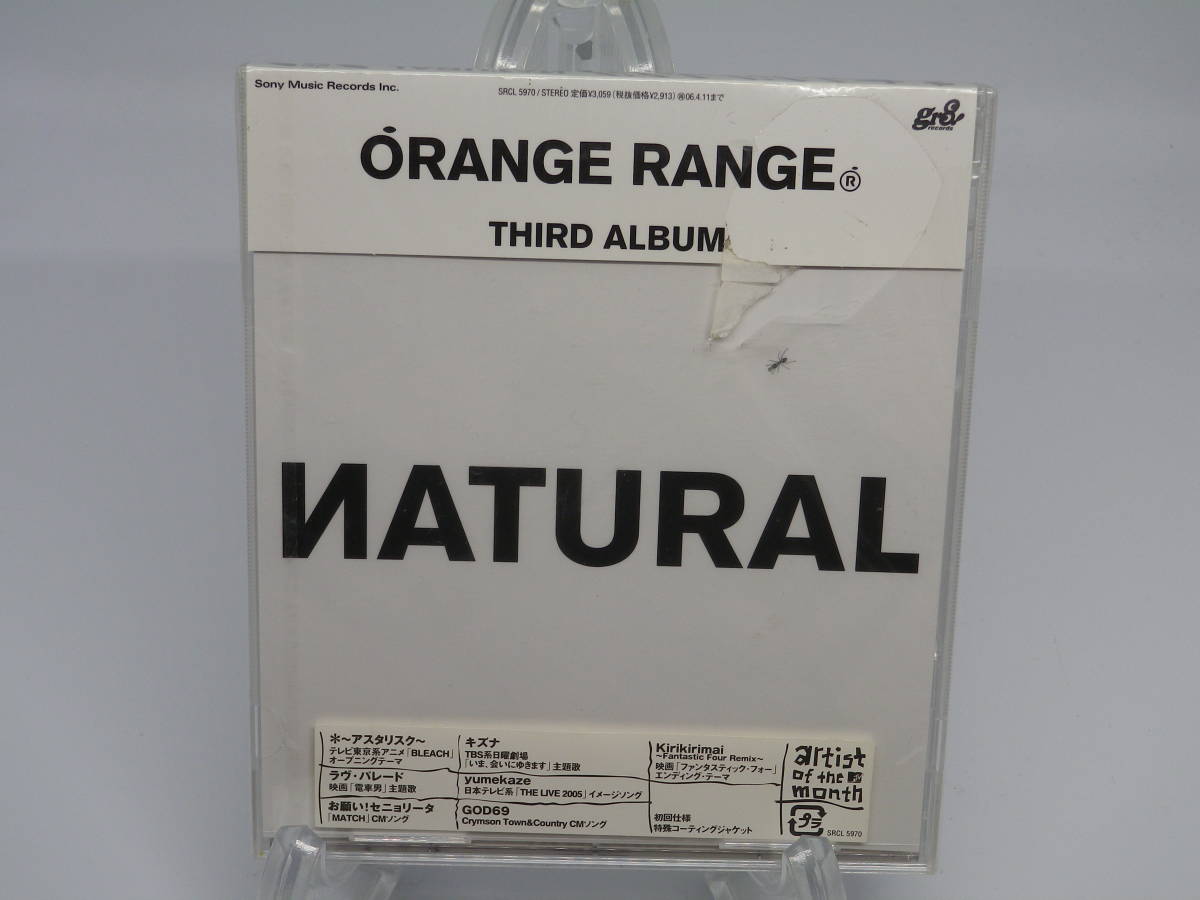 Sony Music Records Inc.
SRCL 5970 / STEREO 定価¥3,059 (税抜価格¥2,913) 再06.4.11まで
gr8! records
ORANGE RANGE®
THIRD ALBUM
NATURAL
＊〜アスタリスク〜
テレビ東京系アニメ「BLEACH」
オープニングテーマ
ラヴ・パレード
映画「電車男」主題歌
お願い!セニョリータ
「MATCH」CMソング
キズナ
TBS系日曜劇場
「いま、会いにゆきます」主題歌
yumekaze
日本テレビ系「THE LIVE 2005」イメージソング
GOD69
Crymson Town&Country CMソング
Kirikirimai
〜Fantastic Four Remix〜
映画「ファンタスティック・フォー」
エンディング・テーマ
初回仕様
特殊コーティングジャケット
artist
of the
month
プラ
SRCL 5970